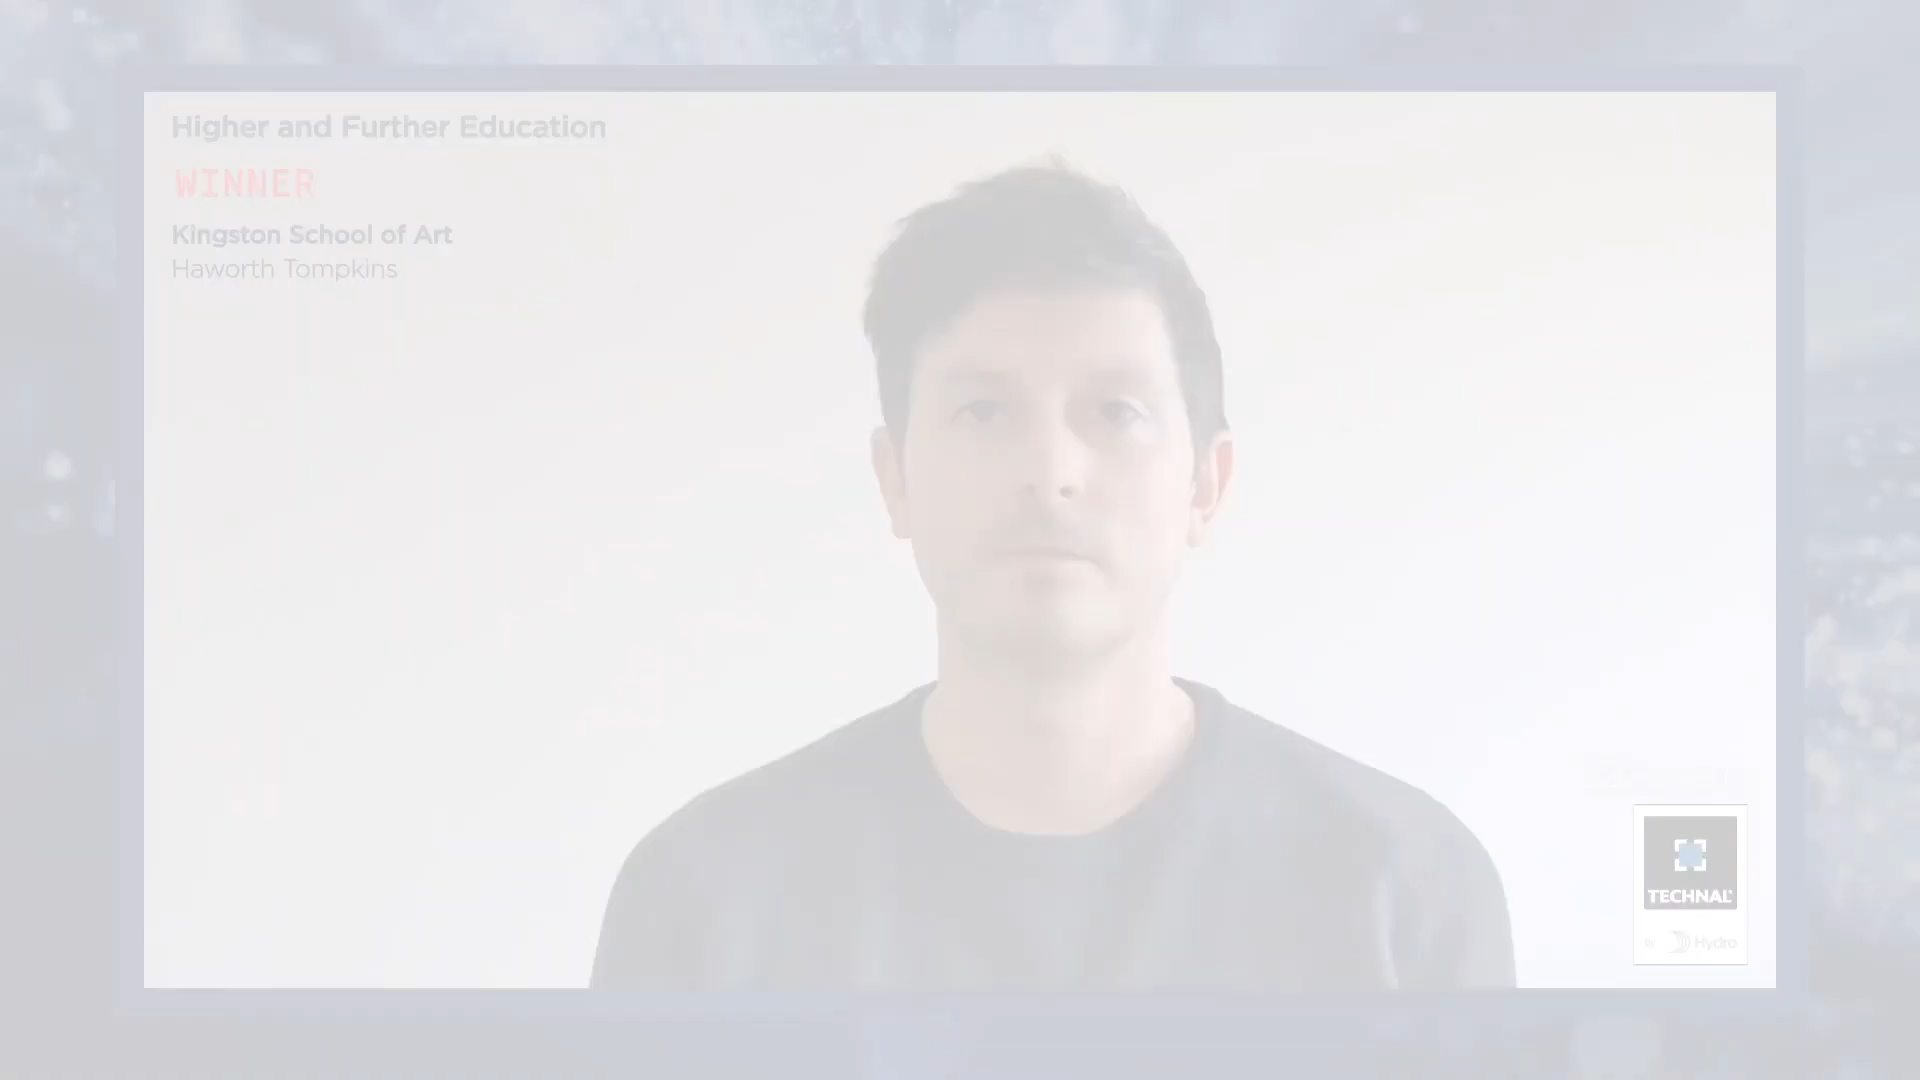 Higher and Further Education
WINNER
Kingston School of Art
Haworth Tompkins
TECHNAL
Hydro